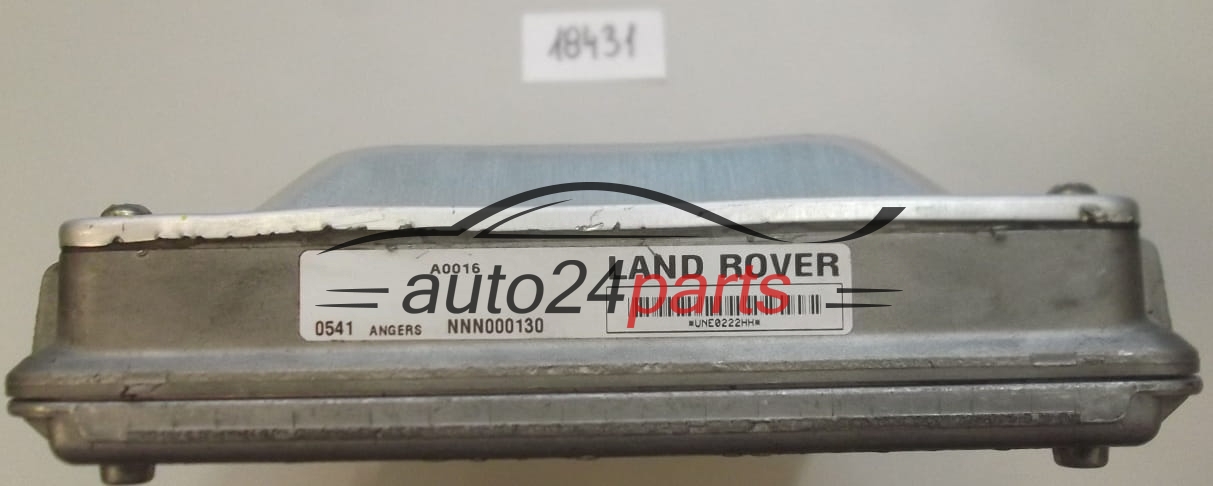 18431
A0016
LAND ROVER
auto24parts
*UNE0222HH*
0541 ANGERS NNN000130